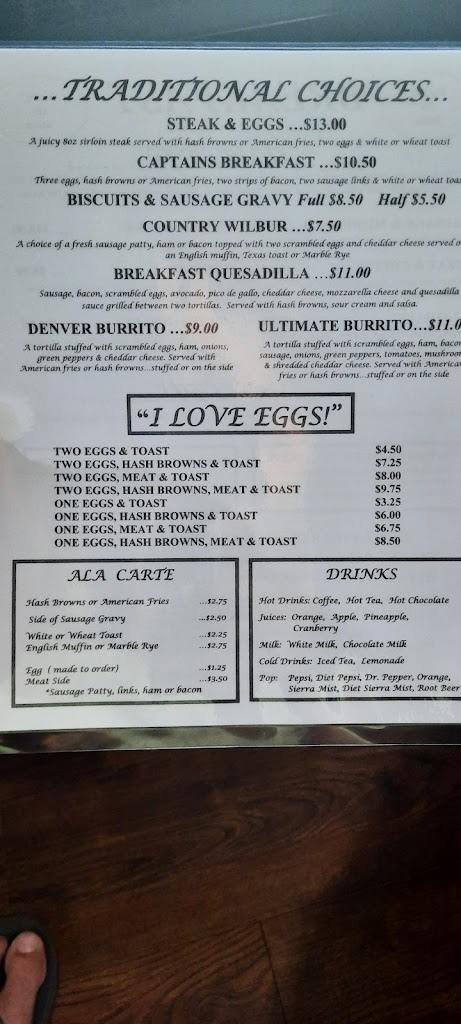 ...TRADITIONAL CHOICES...
STEAK & EGGS ...$13.00
A juicy 8oz sirloin steak served with hash browns or American fries, two eggs & white or wheat toast
CAPTAINS BREAKFAST ...$10.50
Three eggs, hash browns or American fries, two strips of bacon, two sausage links & white or wheat
BISCUITS & SAUSAGE GRAVY Full $8.50 Half $5.50
COUNTRY WILBUR ...$7.50
A choice of a fresh sausage patty, ham or bacon topped with two scrambled eggs and cheddar cheese served
an English muffin, Texas toast or Marble Rye
BREAKFAST QUESADILLA ...$11.00
Sausage, bacon, scrambled eggs, avocado, pico de gallo, cheddar cheese, mozzarella cheese and quesadilla
sauce grilled between two tortillas. Served with hash browns, sour cream and salsa.
DENVER BURRITO ...$9.00
A tortilla stuffed with scrambled eggs, ham, onions,
green peppers & cheddar cheese. Served with
American fries or hash browns...stuffed or on the side
ULTIMATE BURRITO...$11.0
A tortilla stuffed with scrambled eggs, ham, bacon
sausage, onions, green peppers, tomatoes, mushroom
& shredded cheddar cheese. Served with America
fries or hash browns...stuffed or on the side
"I LOVE EGGS!"
TWO EGGS & TOAST $4.50
TWO EGGS, HASH BROWNS & TOAST $7.25
TWO EGGS, MEAT & TOAST $8.00
TWO EGGS, HASH BROWNS, MEAT & TOAST $9.75
ONE EGGS & TOAST $3.25
ONE EGGS, HASH BROWNS & TOAST $6.00
ONE EGGS, MEAT & TOAST $6.75
ONE EGGS, HASH BROWNS, MEAT & TOAST $8.50
ALA CARTE
Hash Browns or American Fries ...$2.75
Side of Sausage Gravy ...$2.50
White or Wheat Toast ...$2.25
English Muffin or Marble Rye ...$2.75
Egg ( made to order) ...$1.25
Meat Side ...$3.50
*Sausage Patty, links, ham or bacon
DRINKS
Hot Drinks: Coffee, Hot Tea, Hot Chocolate
Juices: Orange, Apple, Pineapple,
Cranberry
Milk: White Milk, Chocolate Milk
Cold Drinks: Iced Tea, Lemonade
Pop: Pepsi, Diet Pepsi, Dr. Pepper, Orange,
Sierra Mist, Diet Sierra Mist, Root Beer